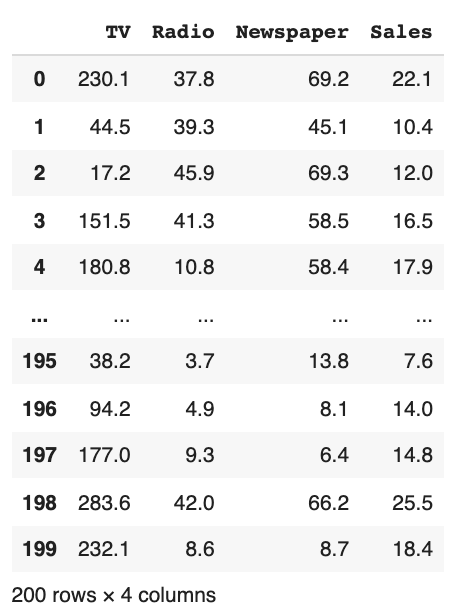 TV Radio Newspaper Sales
0 230.1 37.8 69.2 22.1
1 44.5 39.3 45.1 10.4
2 17.2 45.9 69.3 12.0
3 151.5 41.3 58.5 16.5
4 180.8 10.8 58.4 17.9
... ... ... ... ...
195 38.2 3.7 13.8 7.6
196 94.2 4.9 8.1 14.0
197 177.0 9.3 6.4 14.8
198 283.6 42.0 66.2 25.5
199 232.1 8.6 8.7 18.4
200 rows × 4 columns